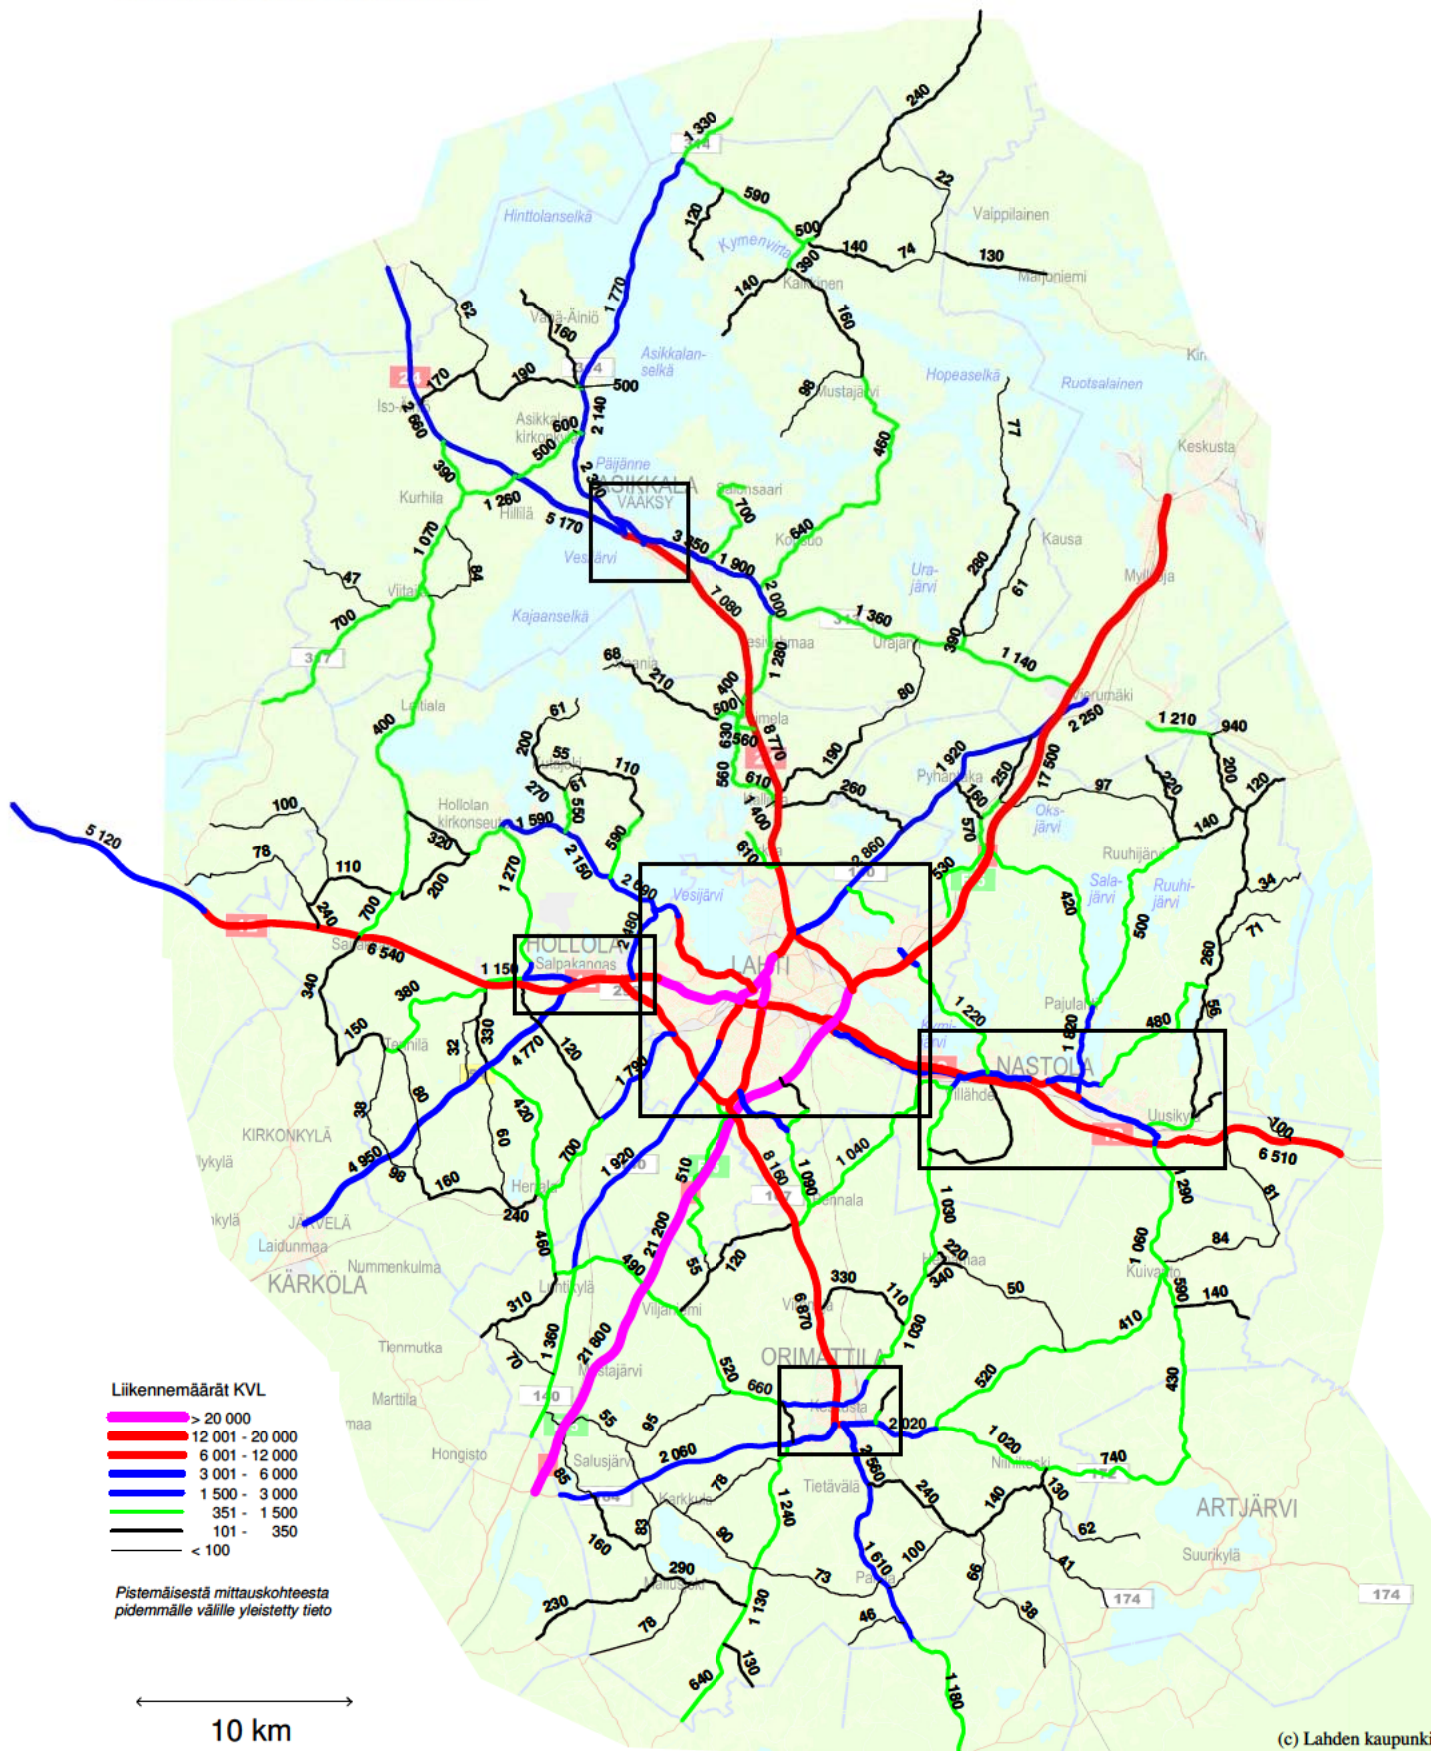 240
1 330
314
22
590
120
Vaippilainen
Hinttolanselkä
500
Kymenvirta
140
74
130
390
Marjoniemi
Kalkkinen
140
1 770
62
160
Vähä-Äiniö
160
Asikkalan-
selkä
Hopeaselkä
Ruotsalainen
24
170
190
500
98
Mustajärvi
2 660
2 140
600
Asikkalan
500
77
460
Keskusta
390
Päijänne
ASIKKALA
VÄÄKSY
Kurhila
1 260
Hillilä
700
5 170
3 350
640
1 070
Vesijärvi
1 900
Kausa
280
Ura-
järvi
84
47
2 000
61
7 080
700
Kajaanselkä
1 360
390
1 280
1 140
68
210
400
80
Vierumäki
2 250
500
400
61
630
560
8 770
1 210
940
200
55
190
1 920
560
610
110
250
17 500
97
220
200
120
270
260
160
Hollolan
kirkonseutu
550
400
Oks-
järvi
5 120
100
1 590
590
570
140
320
2 150
610
2 860
Ruuhijärvi
78
110
1 270
200
2 690
Vesijärvi
530
Sala-
järvi
Ruuhi-
järvi
34
420
500
240
700
71
2 480
6 540
HOLLOLA
Salpakangas
LAHTI
260
1 150
340
380
Pajulahti
56
1 220
150
330
32
4 770
120
1 820
480
1 790
NASTOLA
38
80
420
Uusikylä
100
6 510
KIRKONKYLÄ
60
4 950
98
160
700
1 920
510
8 160
1 090
1 040
1 290
81
240
167
1 030
JÄRVELÄ
Laidunmaa
KÄRKÖLÄ
Nummenkulma
460
21 200
490
55
120
220
340
1 060
84
Kuivanto
590
140
310
330
110
50
Viljaniemi
6 870
410
1 360
21 800
1 030
Tienmutka
70
ORIMATTILA
520
520
430
Marttila
660
140
55
95
Keskusta
2 020
Hongisto
Salusjärvi
2 060
2 560
1 020
740
85
78
Tietävälä
240
140
130
ARTJÄRVI
83
1 240
62
160
90
1 610
100
Suurikylä
290
73
66
41
230
38
174
174
78
1 130
46
130
640
1 180
Liikennemäärät KVL
> 20 000
12 001 - 20 000
6 001 - 12 000
3 001 - 6 000
1 500 - 3 000
351 - 1 500
101 - 350
< 100
Pistemäisestä mittauskohteesta
pidemmälle välille yleistetty tieto
10 km
(c) Lahden kaupunki